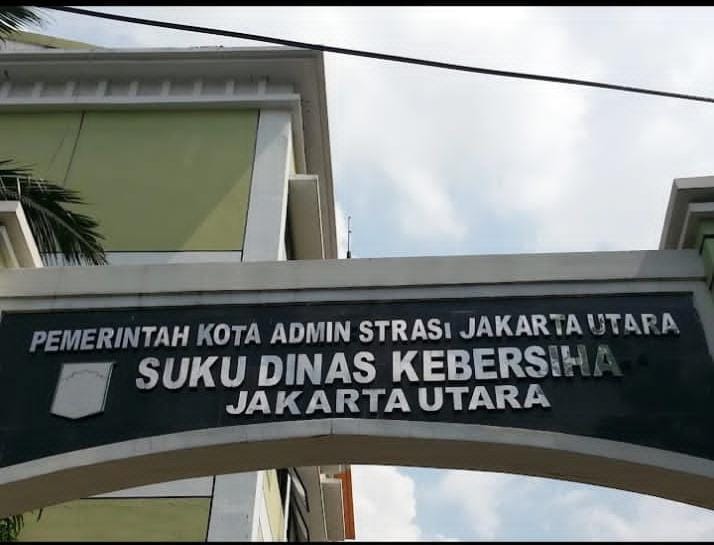 PEMERINTAH KOTA ADMIN STRASI JAKARTA UTARA
SUKU DINAS KEBERSIHA
JAKARTA UTARA